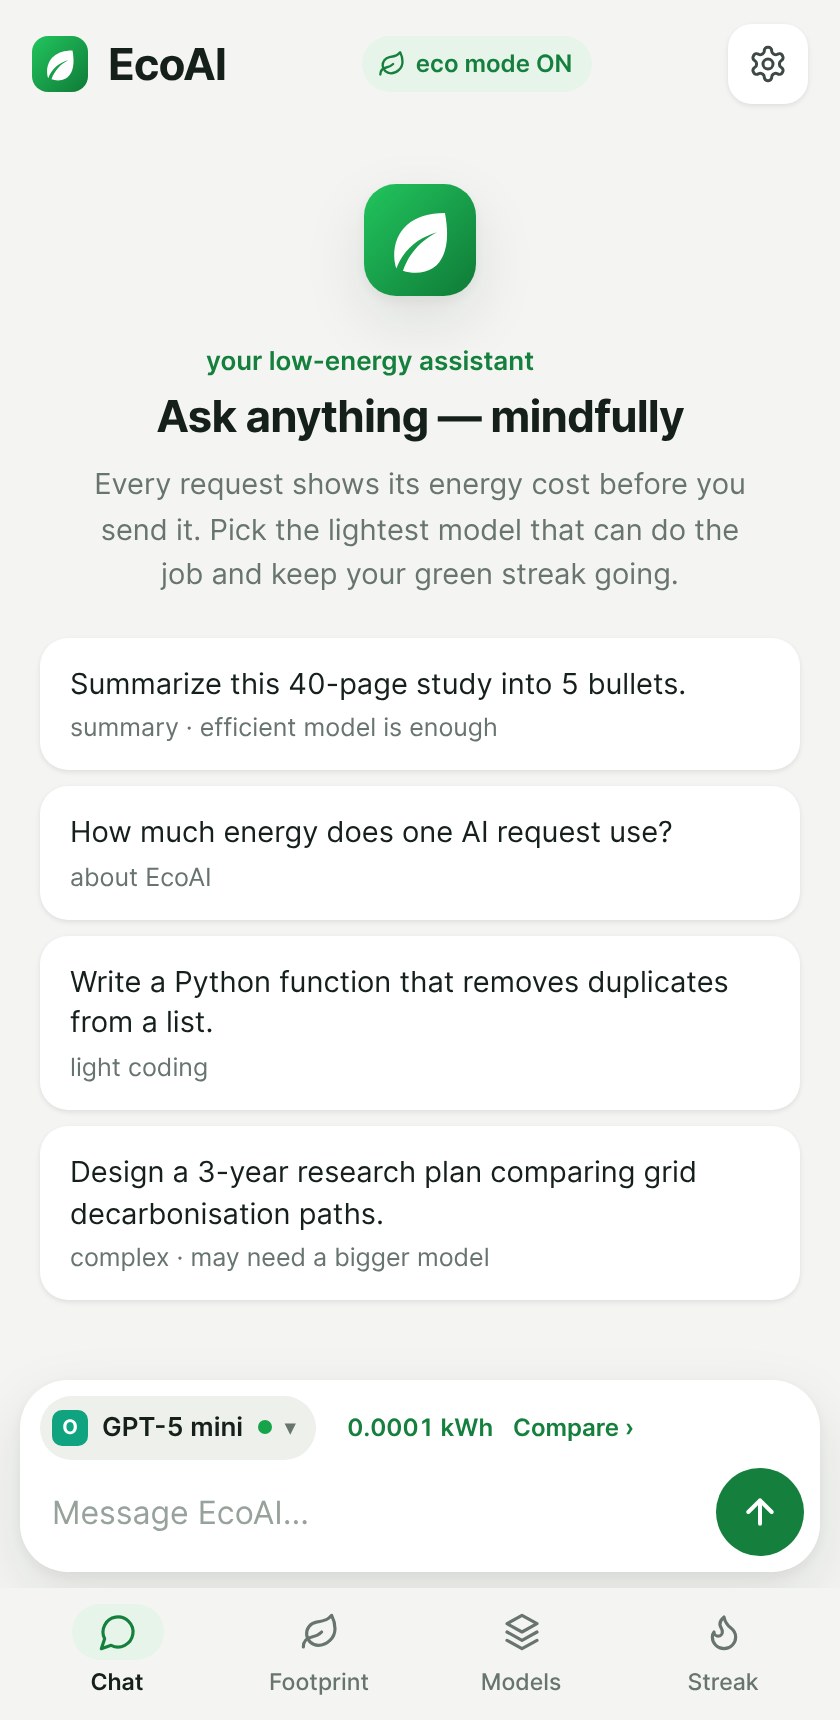 EcoAI
eco mode ON
your low-energy assistant
Ask anything — mindfully
Every request shows its energy cost before you
send it. Pick the lightest model that can do the
job and keep your green streak going.
Summarize this 40-page study into 5 bullets.
summary · efficient model is enough
How much energy does one AI request use?
about EcoAI
Write a Python function that removes duplicates
from a list.
light coding
Design a 3-year research plan comparing grid
decarbonisation paths.
complex · may need a bigger model
O GPT-5 mini ● ▾ 0.0001 kWh Compare ›
Message EcoAI...
Chat Footprint Models Streak